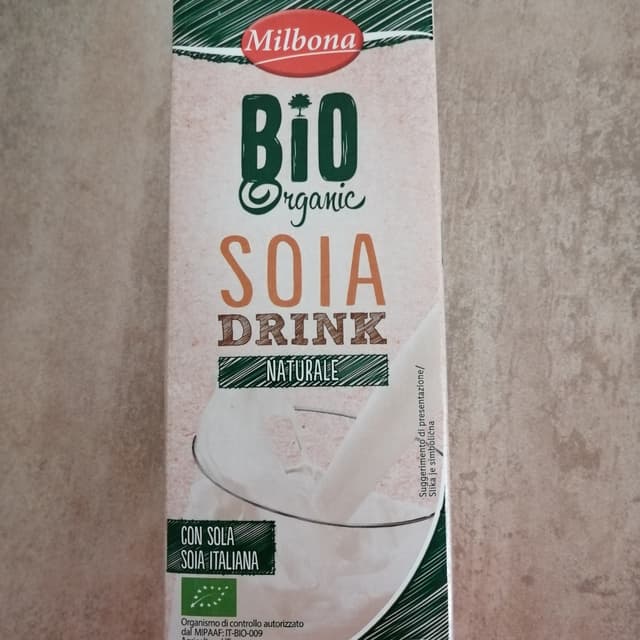 Milbona
BiO
Organic
SOIA
DRINK
NATURALE
Suggerimento di presentazione/
Slika je simbolična
CON SOLA
SOIA ITALIANA
Organismo di controllo autorizzato
dal MIPAAF: IT-BIO-009